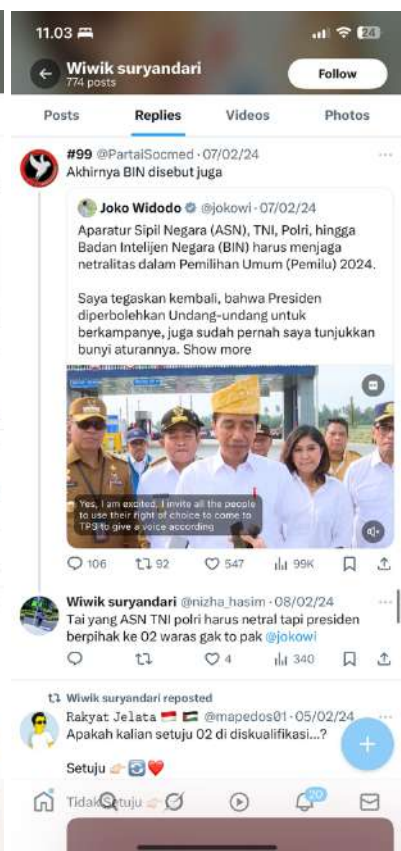 11.03
24
Wiwik suryandari
774 posts
Follow
Posts Replies Videos Photos
#99 @PartaiSocmed · 07/02/24
Akhirnya BIN disebut juga
Joko Widodo @jokowi · 07/02/24
Aparatur Sipil Negara (ASN), TNI, Polri, hingga
Badan Intelijen Negara (BIN) harus menjaga
netralitas dalam Pemilihan Umum (Pemilu) 2024.
Saya tegaskan kembali, bahwa Presiden
diperbolehkan Undang-undang untuk
berkampanye, juga sudah pernah saya tunjukkan
bunyi aturannya. Show more
Yes, I am excited, I invite all the people
to use their right of choice to come to
TPS to give a voice according
106 92 547 99K
Wiwik suryandari @nizha_hasim · 08/02/24
Tai yang ASN TNI polri harus netral tapi presiden
berpihak ke 02 waras gak to pak @jokowi
4 340
Wiwik suryandari reposted
Rakyat Jelata @mapedos01 · 05/02/24
Apakah kalian setuju 02 di diskualifikasi...?
Setuju
Tidak Setuju
20